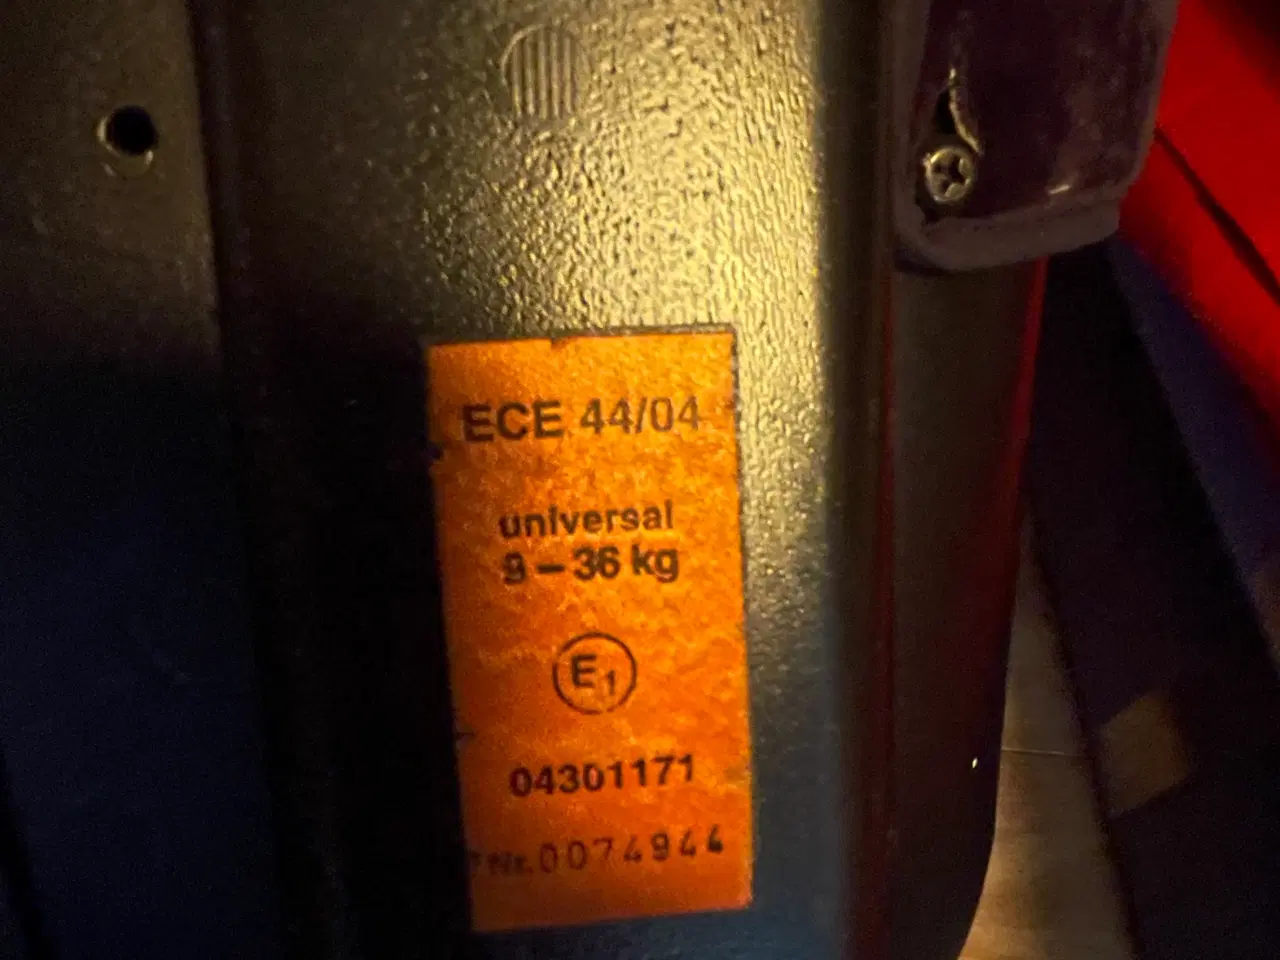 ECE 44/04
universal
9 – 36 kg
E1
04301171
Nr. 0074944